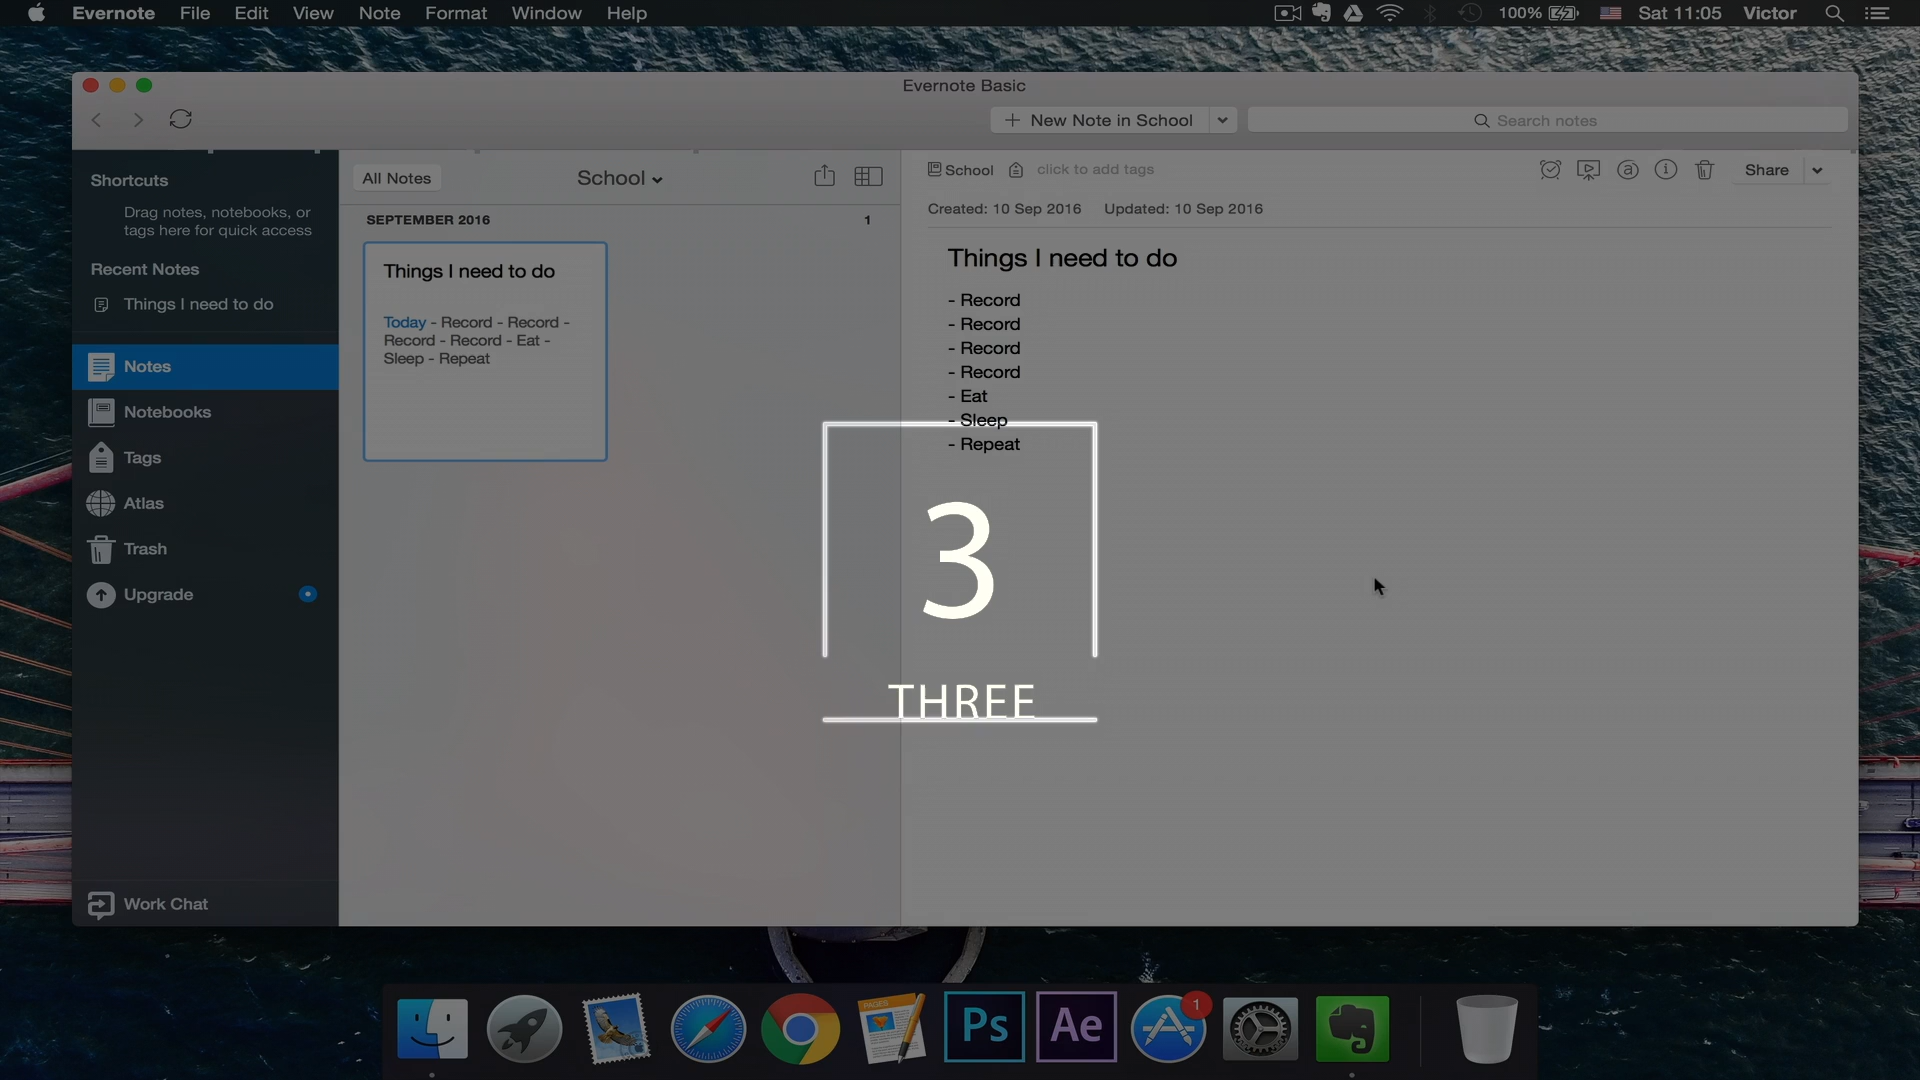 Evernote File Edit View Note Format Window Help
100% Sat 11:05 Victor
Evernote Basic
New Note in School
Search notes
Shortcuts
Drag notes, notebooks, or
tags here for quick access
Recent Notes
Things I need to do
Notes
Notebooks
Tags
Atlas
Trash
Upgrade
Work Chat
All Notes
School
SEPTEMBER 2016 1
Things I need to do
Today - Record - Record -
Record - Record - Eat -
Sleep - Repeat
School click to add tags
Share
Created: 10 Sep 2016 Updated: 10 Sep 2016
Things I need to do
- Record
- Record
- Record
- Record
- Eat
- Sleep
- Repeat
3
THREE
PAGES
Ps
Ae
1